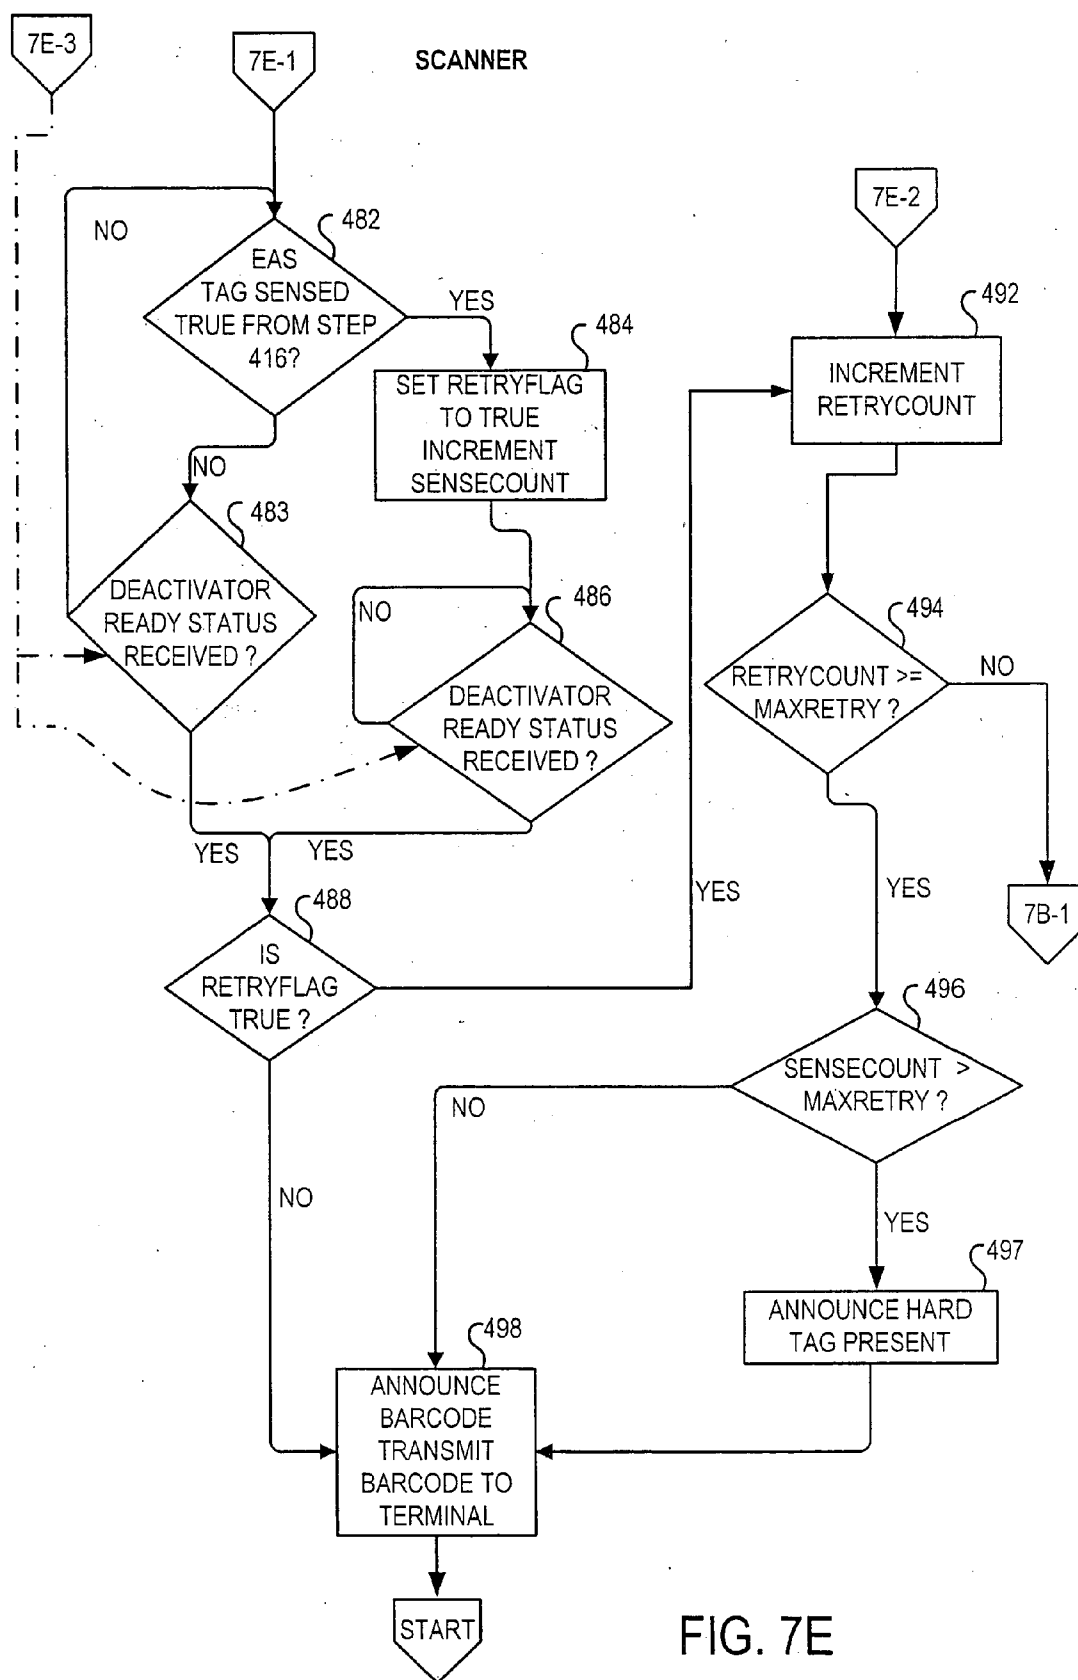 7E-3
7E-1
SCANNER
7E-2
NO
482
EAS
TAG SENSED
TRUE FROM STEP
416?
YES
484
SET RETRYFLAG
TO TRUE
INCREMENT
SENSECOUNT
492
INCREMENT
RETRYCOUNT
NO
483
DEACTIVATOR
READY STATUS
RECEIVED ?
NO
486
DEACTIVATOR
READY STATUS
RECEIVED ?
494
RETRYCOUNT >=
MAXRETRY ?
NO
YES
YES
YES
YES
7B-1
488
IS
RETRYFLAG
TRUE ?
496
SENSECOUNT >
MAXRETRY ?
NO
NO
YES
497
ANNOUNCE HARD
TAG PRESENT
498
ANNOUNCE
BARCODE
TRANSMIT
BARCODE TO
TERMINAL
START
FIG. 7E